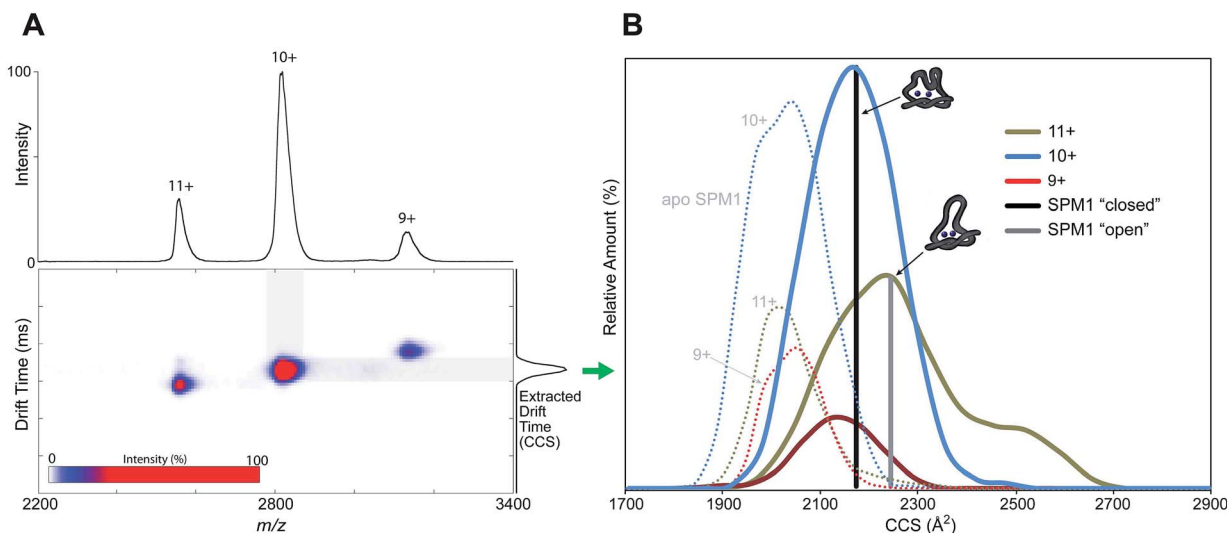 A
100
Intensity
0
11+
10+
9+
Drift Time (ms)
Extracted
Drift
Time
(CCS)
0
Intensity (%)
100
2200
2800
3400
m/z
B
Relative Amount (%)
10+
apo SPM1
11+
9+
11+
10+
9+
SPM1 “closed”
SPM1 “open”
1700
1900
2100
2300
2500
2700
2900
CCS (Å²)